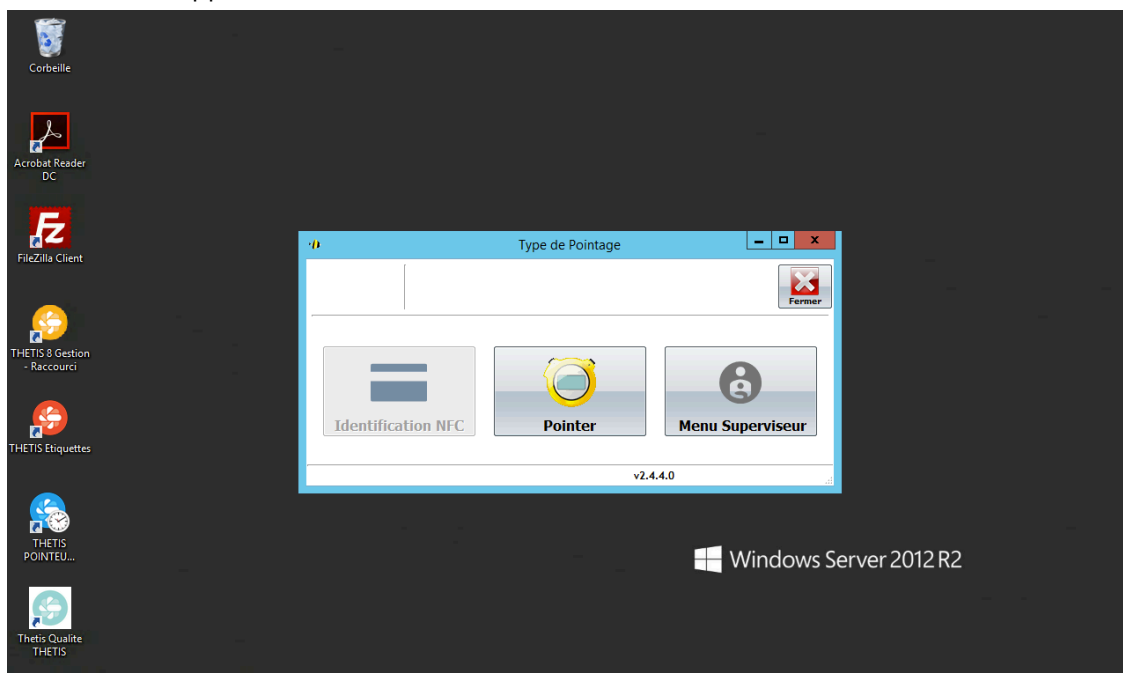 Corbeille
Acrobat Reader
DC
FileZilla Client
THETIS 8 Gestion
- Raccourci
THETIS Etiquettes
THETIS
POINTEU...
Thetis Qualite
THETIS
Type de Pointage
Fermer
Identification NFC
Pointer
Menu Superviseur
v2.4.4.0
Windows Server 2012 R2